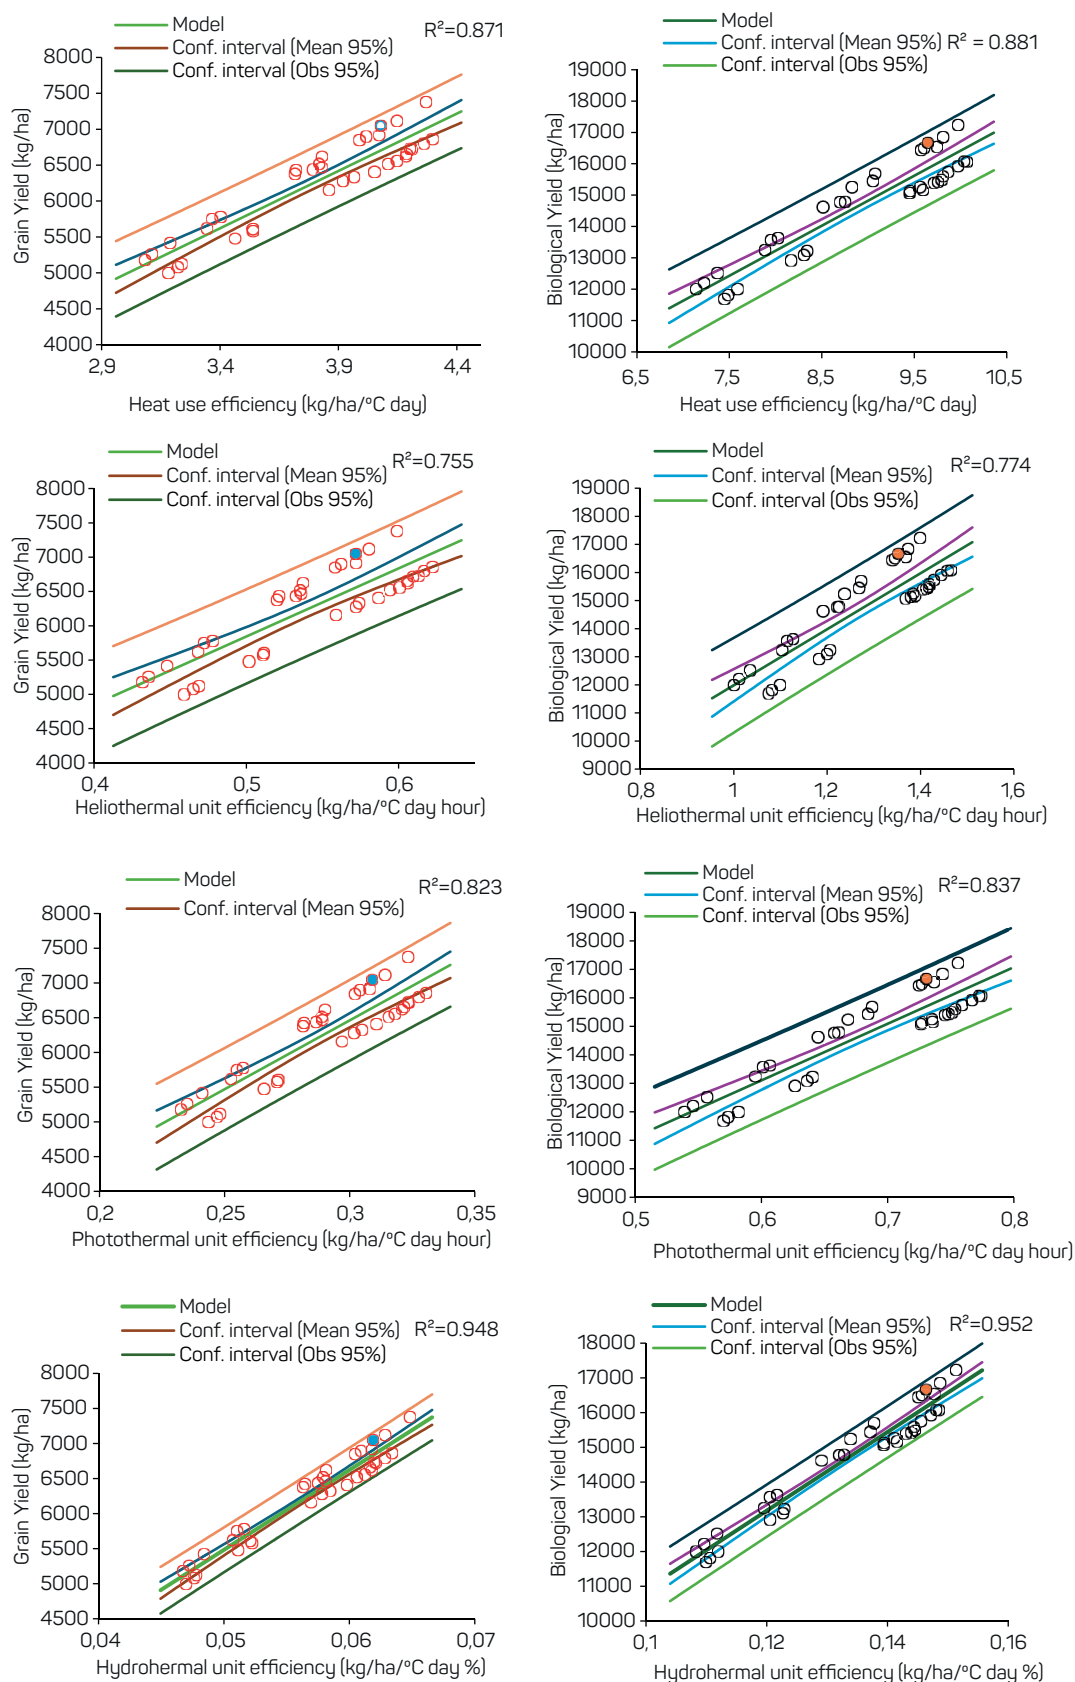 Model
Conf. interval (Mean 95%)
Conf. interval (Obs 95%)
R²=0.871
Grain Yield (kg/ha)
8000
7500
7000
6500
6000
5500
5000
4500
4000
2,9
3,4
3,9
4,4
Heat use efficiency (kg/ha/°C day)
Model
Conf. interval (Mean 95%) R² = 0.881
Conf. interval (Obs 95%)
Biological Yield (kg/ha)
19000
18000
17000
16000
15000
14000
13000
12000
11000
10000
6,5
7,5
8,5
9,5
10,5
Heat use efficiency (kg/ha/°C day)
Model
Conf. interval (Mean 95%)
Conf. interval (Obs 95%)
R²=0.755
Grain Yield (kg/ha)
8000
7500
7000
6500
6000
5500
5000
4500
4000
0,4
0,5
0,6
Heliothermal unit efficiency (kg/ha/°C day hour)
Model
Conf. interval (Mean 95%)
Conf. interval (Obs 95%)
R²=0.774
Biological Yield (kg/ha)
19000
18000
17000
16000
15000
14000
13000
12000
11000
10000
9000
0,8
1
1,2
1,4
1,6
Heliothermal unit efficiency (kg/ha/°C day hour)
Model
Conf. interval (Mean 95%)
R²=0.823
Grain Yield (kg/ha)
8000
7500
7000
6500
6000
5500
5000
4500
4000
0,2
0,25
0,3
0,35
Photothermal unit efficiency (kg/ha/°C day hour)
Model
Conf. interval (Mean 95%)
Conf. interval (Obs 95%)
R²=0.837
Biological Yield (kg/ha)
19000
18000
17000
16000
15000
14000
13000
12000
11000
10000
9000
0,5
0,6
0,7
0,8
Photothermal unit efficiency (kg/ha/°C day hour)
Model
Conf. interval (Mean 95%)
Conf. interval (Obs 95%)
R²=0.948
Grain Yield (kg/ha)
8000
7500
7000
6500
6000
5500
5000
4500
0,04
0,05
0,06
0,07
Hydrohermal unit efficiency (kg/ha/°C day %)
Model
Conf. interval (Mean 95%)
Conf. interval (Obs 95%)
R²=0.952
Biological Yield (kg/ha)
18000
17000
16000
15000
14000
13000
12000
11000
10000
0,1
0,12
0,14
0,16
Hydrohermal unit efficiency (kg/ha/°C day %)